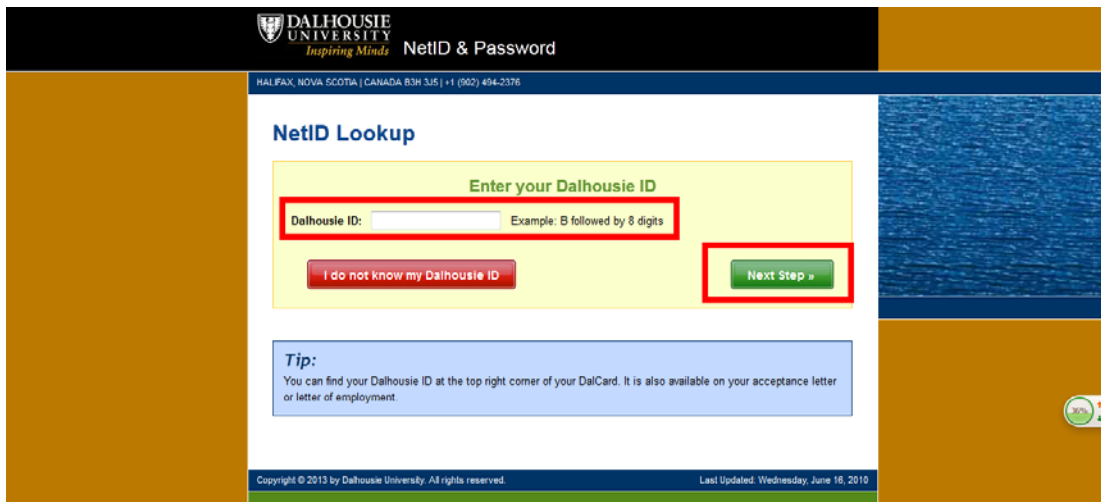 DALHOUSIE
UNIVERSITY
Inspiring Minds
NetID & Password
HALIFAX, NOVA SCOTIA | CANADA B3H 3J5 | +1 (902) 494-2376
NetID Lookup
Enter your Dalhousie ID
Dalhousie ID: Example: B followed by 8 digits
I do not know my Dalhousie ID
Next Step »
Tip:
You can find your Dalhousie ID at the top right corner of your DalCard. It is also available on your acceptance letter
or letter of employment.
36%
Copyright © 2013 by Dalhousie University. All rights reserved. Last Updated: Wednesday, June 16, 2010